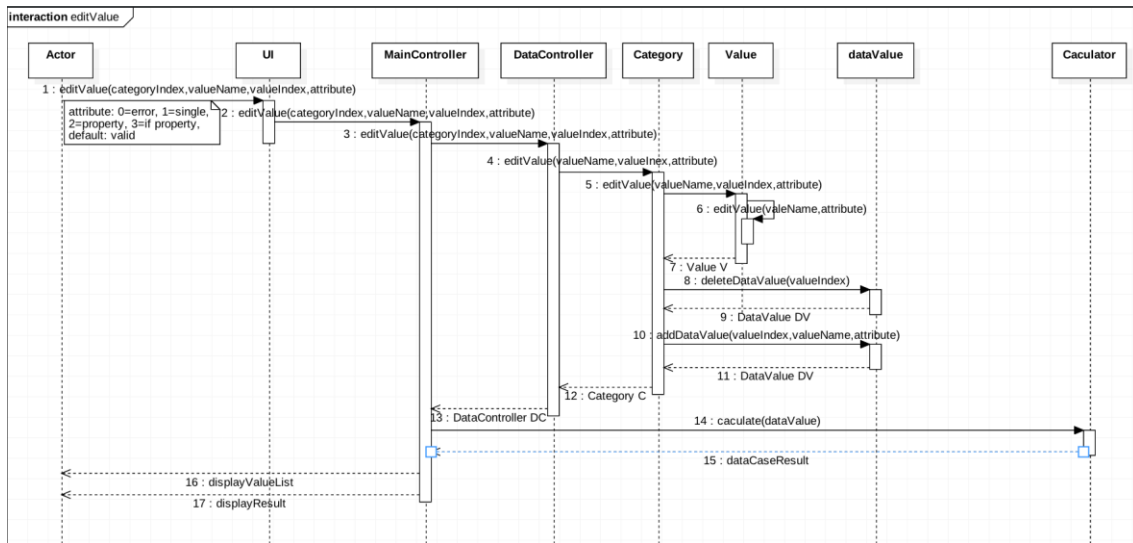 interaction editValue
Actor
UI
MainController
DataController
Category
Value
dataValue
Caculator
1 : editValue(categoryIndex,valueName,valueIndex,attribute)
attribute: 0=error, 1=single,
2=property, 3=if property,
default: valid
2 : editValue(categoryIndex,valueName,valueIndex,attribute)
3 : editValue(categoryIndex,valueName,valueIndex,attribute)
4 : editValue(valueName,valueInex,attribute)
5 : editValue(valueName,valueIndex,attribute)
6 : editValue(valeName,attribute)
7 : Value V
8 : deleteDataValue(valueIndex)
9 : DataValue DV
10 : addDataValue(valueIndex,valueName,attribute)
11 : DataValue DV
12 : Category C
13 : DataController DC
14 : caculate(dataValue)
15 : dataCaseResult
16 : displayValueList
17 : displayResult